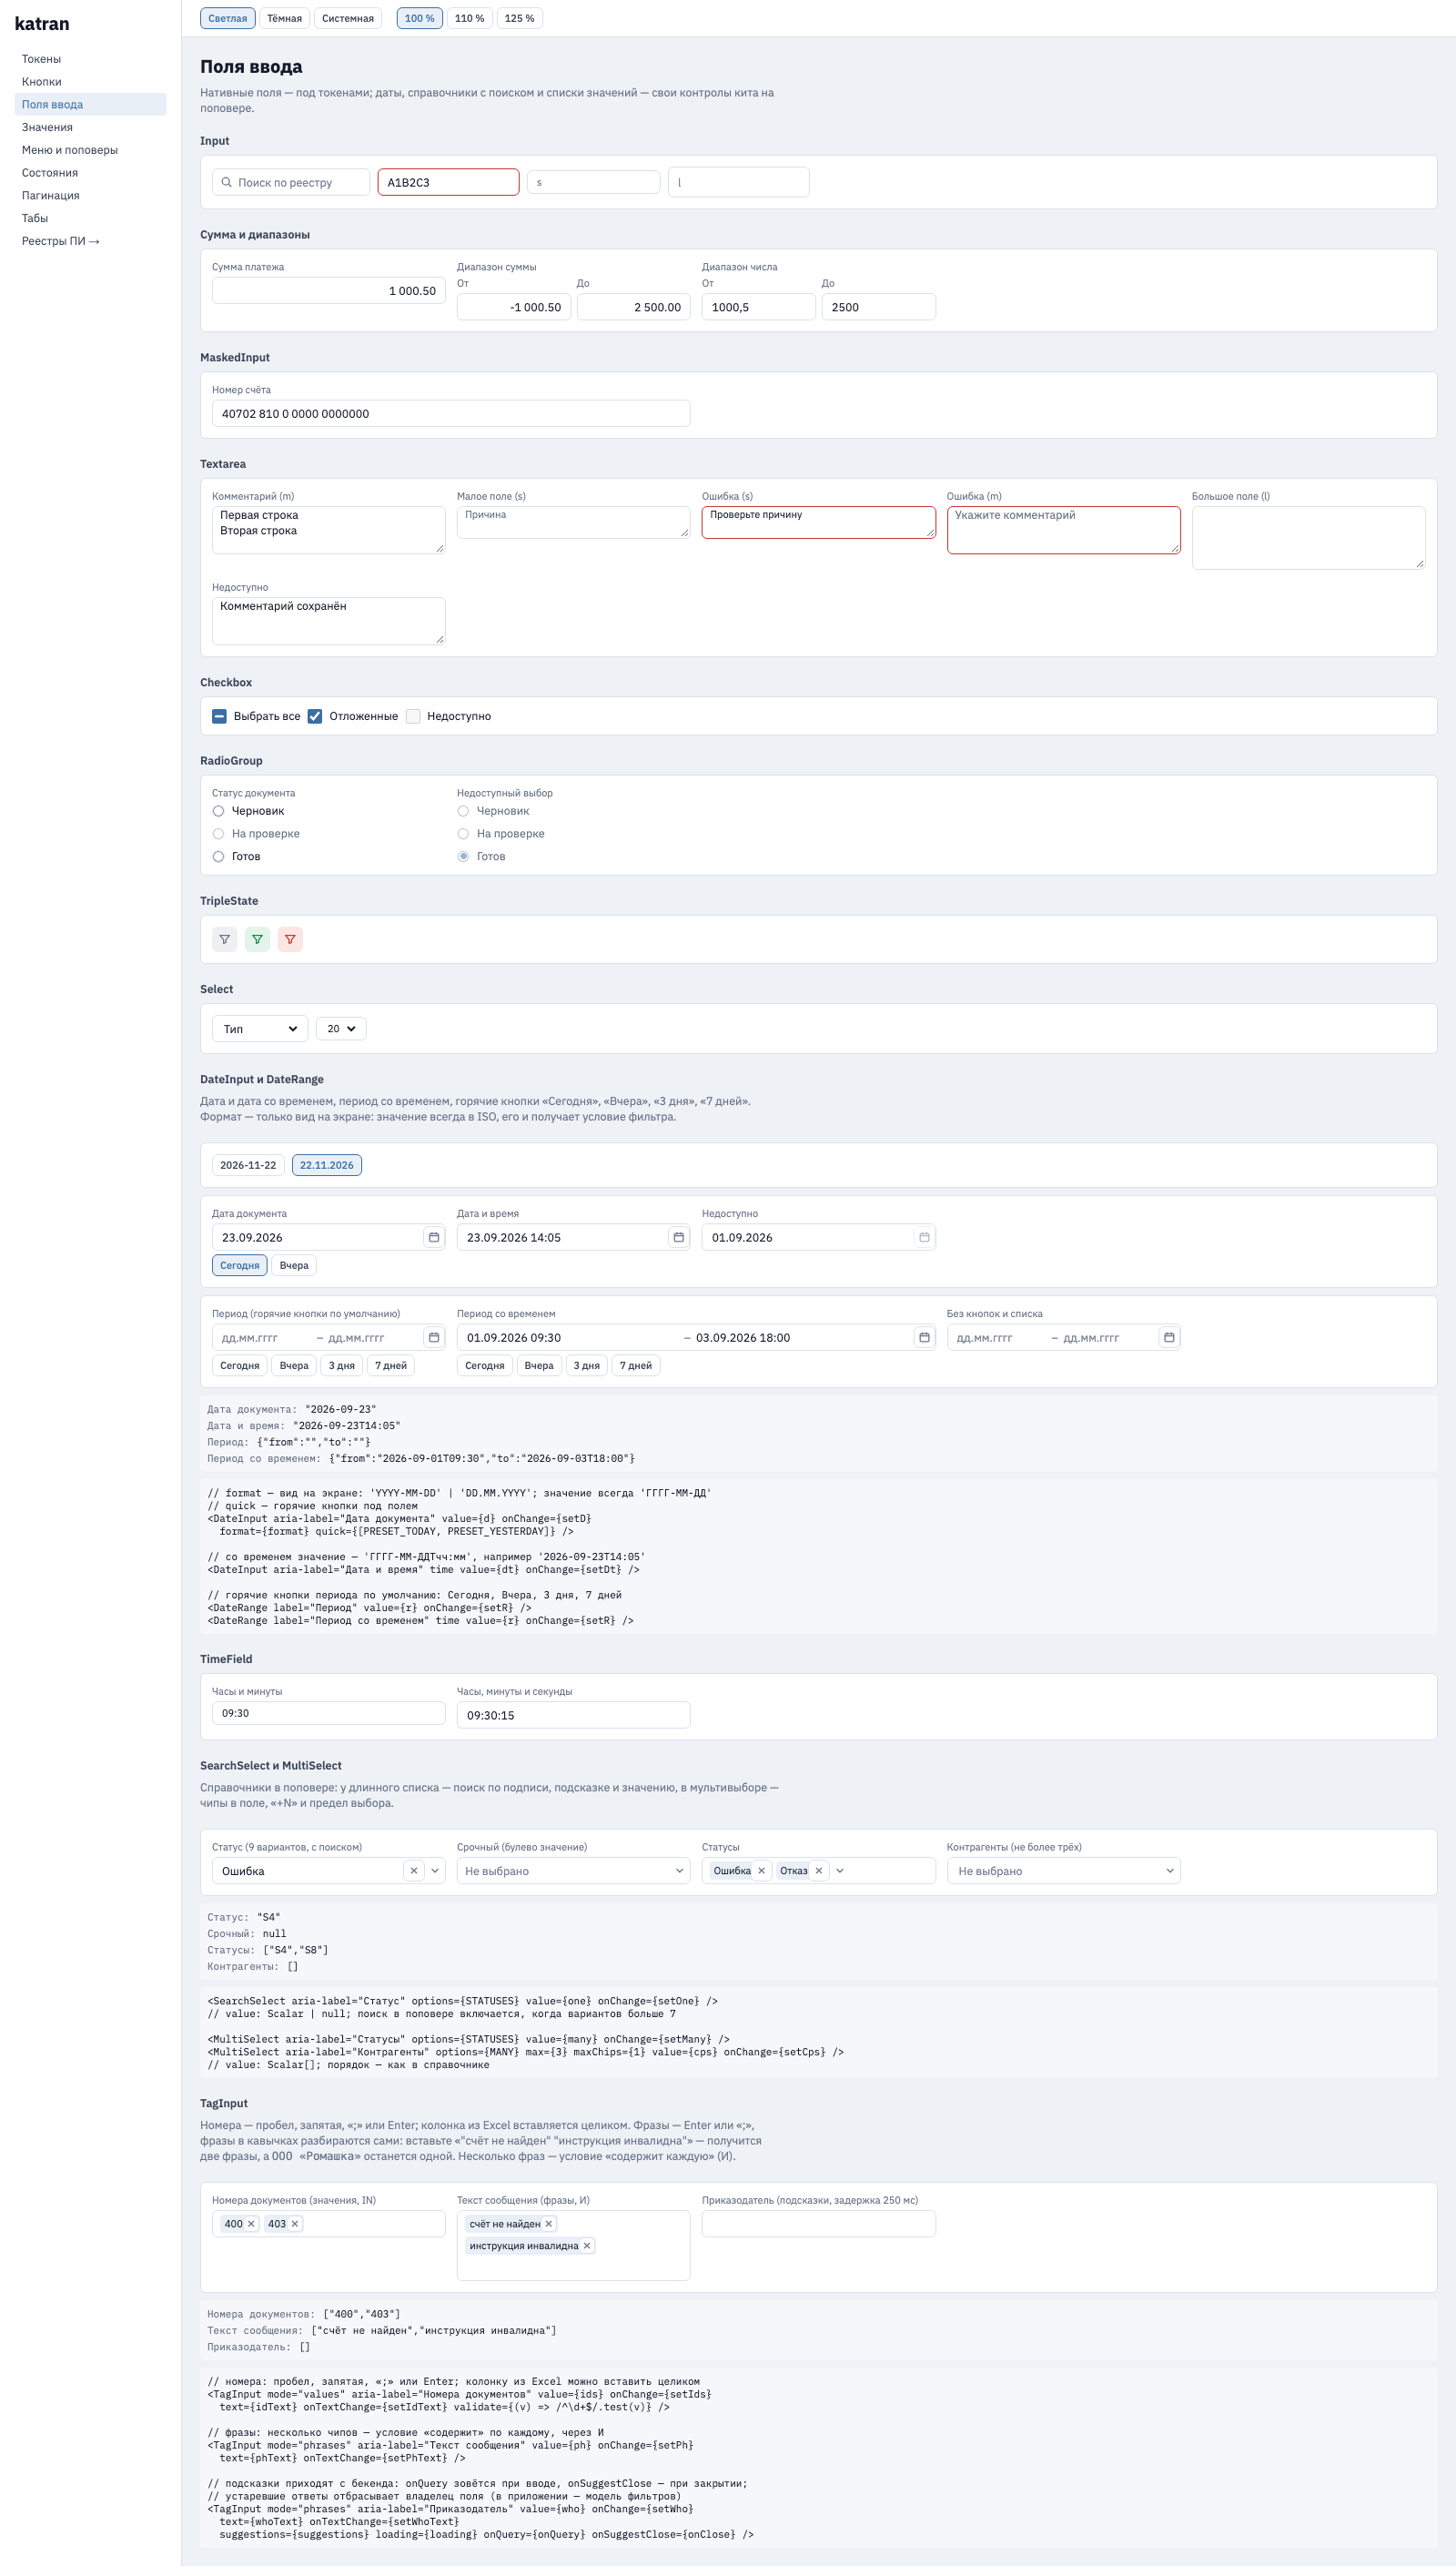 katran
Токены
Кнопки
Поля ввода
Значения
Меню и поповеры
Состояния
Пагинация
Табы
Реестры ПИ →
Светлая Тёмная Системная 100 % 110 % 125 %
Поля ввода
Нативные поля — под токенами; даты, справочники с поиском и списки значений — свои контролы кита на
поповере.
Input
Поиск по реестру A1B2C3 s l
Сумма и диапазоны
Сумма платежа Диапазон суммы Диапазон числа
От До От До
1 000.50 -1 000.50 2 500.00 1000,5 2500
MaskedInput
Номер счёта
40702 810 0 0000 0000000
Textarea
Комментарий (m) Малое поле (s) Ошибка (s) Ошибка (m) Большое поле (l)
Первая строка Причина Проверьте причину Укажите комментарий
Вторая строка
Недоступно
Комментарий сохранён
Checkbox
Выбрать все Отложенные Недоступно
RadioGroup
Статус документа Недоступный выбор
Черновик Черновик
На проверке На проверке
Готов Готов
TripleState
Select
Тип 20
DateInput и DateRange
Дата и дата со временем, период со временем, горячие кнопки «Сегодня», «Вчера», «3 дня», «7 дней».
Формат — только вид на экране: значение всегда в ISO, его и получает условие фильтра.
2026-11-22 22.11.2026
Дата документа Дата и время Недоступно
23.09.2026 23.09.2026 14:05 01.09.2026
Сегодня Вчера
Период (горячие кнопки по умолчанию) Период со временем Без кнопок и списка
дд.мм.гггг – дд.мм.гггг 01.09.2026 09:30 – 03.09.2026 18:00 дд.мм.гггг – дд.мм.гггг
Сегодня Вчера 3 дня 7 дней Сегодня Вчера 3 дня 7 дней
Дата документа: "2026-09-23"
Дата и время: "2026-09-23T14:05"
Период: {"from":"","to":""}
Период со временем: {"from":"2026-09-01T09:30","to":"2026-09-03T18:00"}
// format — вид на экране: 'YYYY-MM-DD' | 'DD.MM.YYYY'; значение всегда 'ГГГГ-ММ-ДД'
// quick — горячие кнопки под полем
<DateInput aria-label="Дата документа" value={d} onChange={setD}
  format={format} quick={[PRESET_TODAY, PRESET_YESTERDAY]} />
// со временем значение — 'ГГГГ-ММ-ДДTчч:мм', например '2026-09-23T14:05'
<DateInput aria-label="Дата и время" time value={dt} onChange={setDt} />
// горячие кнопки периода по умолчанию: Сегодня, Вчера, 3 дня, 7 дней
<DateRange label="Период" value={r} onChange={setR} />
<DateRange label="Период со временем" time value={r} onChange={setR} />
TimeField
Часы и минуты Часы, минуты и секунды
09:30 09:30:15
SearchSelect и MultiSelect
Справочники в поповере: у длинного списка — поиск по подписи, подсказке и значению, в мультивыборе —
чипы в поле, «+N» и предел выбора.
Статус (9 вариантов, с поиском) Срочный (булево значение) Статусы Контрагенты (не более трёх)
Ошибка Не выбрано Ошибка Отказ Не выбрано
Статус: "S4"
Срочный: null
Статусы: ["S4","S8"]
Контрагенты: []
<SearchSelect aria-label="Статус" options={STATUSES} value={one} onChange={setOne} />
// value: Scalar | null; поиск в поповере включается, когда вариантов больше 7
<MultiSelect aria-label="Статусы" options={STATUSES} value={many} onChange={setMany} />
<MultiSelect aria-label="Контрагенты" options={MANY} max={3} maxChips={1} value={cps} onChange={setCps} />
// value: Scalar[]; порядок — как в справочнике
TagInput
Номера — пробел, запятая, «;» или Enter; колонка из Excel вставляется целиком. Фразы — Enter или «;»,
фразы в кавычках разбираются сами: вставьте «"счёт не найден" "инструкция инвалидна"» — получится
две фразы, а ООО «Ромашка» останется одной. Несколько фраз — условие «содержит каждую» (И).
Номера документов (значения, IN) Текст сообщения (фразы, И) Приказодатель (подсказки, задержка 250 мс)
400 403 счёт не найден
инструкция инвалидна
Номера документов: ["400","403"]
Текст сообщения: ["счёт не найден","инструкция инвалидна"]
Приказодатель: []
// номера: пробел, запятая, «;» или Enter; колонку из Excel можно вставить целиком
<TagInput mode="values" aria-label="Номера документов" value={ids} onChange={setIds}
  text={idText} onTextChange={setIdText} validate={(v) => /^\d+$/.test(v)} />
// фразы: несколько чипов — условие «содержит» по каждому, через И
<TagInput mode="phrases" aria-label="Текст сообщения" value={ph} onChange={setPh}
  text={phText} onTextChange={setPhText} />
// подсказки приходят с бекенда: onQuery зовётся при вводе, onSuggestClose — при закрытии;
// устаревшие ответы отбрасывает владелец поля (в приложении — модель фильтров)
<TagInput mode="phrases" aria-label="Приказодатель" value={who} onChange={setWho}
  text={whoText} onTextChange={setWhoText}
  suggestions={suggestions} loading={loading} onQuery={onQuery} onSuggestClose={onClose} />